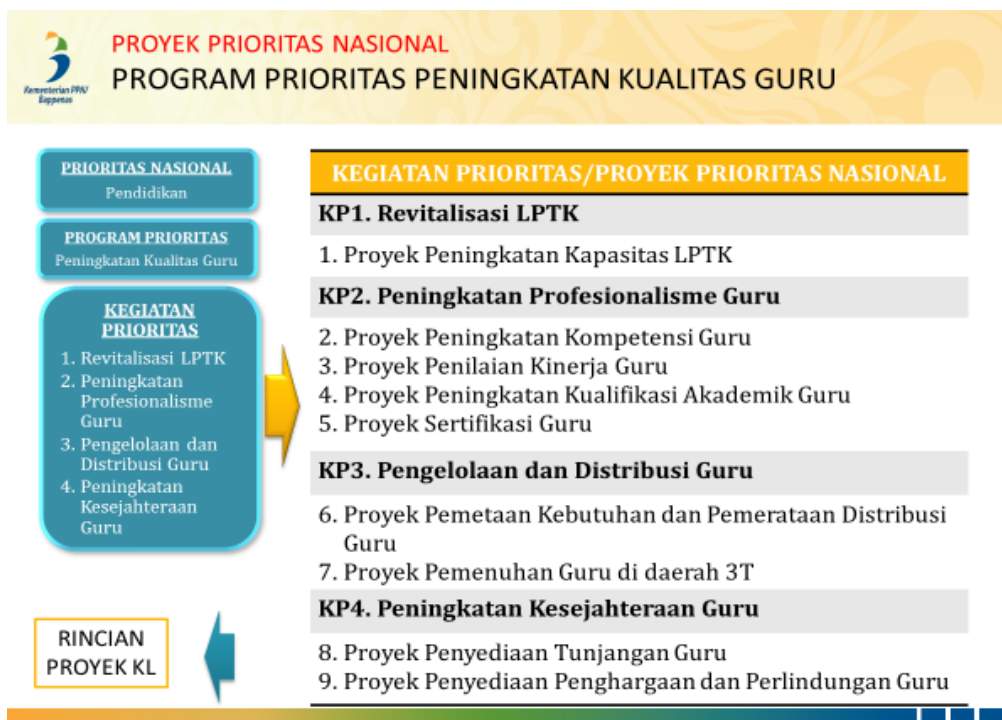 PROYEK PRIORITAS NASIONAL
PROGRAM PRIORITAS PENINGKATAN KUALITAS GURU
Kementerian PPN/
Bappenas
PRIORITAS NASIONAL
Pendidikan
PROGRAM PRIORITAS
Peningkatan Kualitas Guru
KEGIATAN
PRIORITAS
1. Revitalisasi LPTK
2. Peningkatan
Profesionalisme
Guru
3. Pengelolaan dan
Distribusi Guru
4. Peningkatan
Kesejahteraan
Guru
KEGIATAN PRIORITAS/PROYEK PRIORITAS NASIONAL
KP1. Revitalisasi LPTK
1. Proyek Peningkatan Kapasitas LPTK
KP2. Peningkatan Profesionalisme Guru
2. Proyek Peningkatan Kompetensi Guru
3. Proyek Penilaian Kinerja Guru
4. Proyek Peningkatan Kualifikasi Akademik Guru
5. Proyek Sertifikasi Guru
KP3. Pengelolaan dan Distribusi Guru
6. Proyek Pemetaan Kebutuhan dan Pemerataan Distribusi
Guru
7. Proyek Pemenuhan Guru di daerah 3T
KP4. Peningkatan Kesejahteraan Guru
8. Proyek Penyediaan Tunjangan Guru
9. Proyek Penyediaan Penghargaan dan Perlindungan Guru
RINCIAN
PROYEK KL